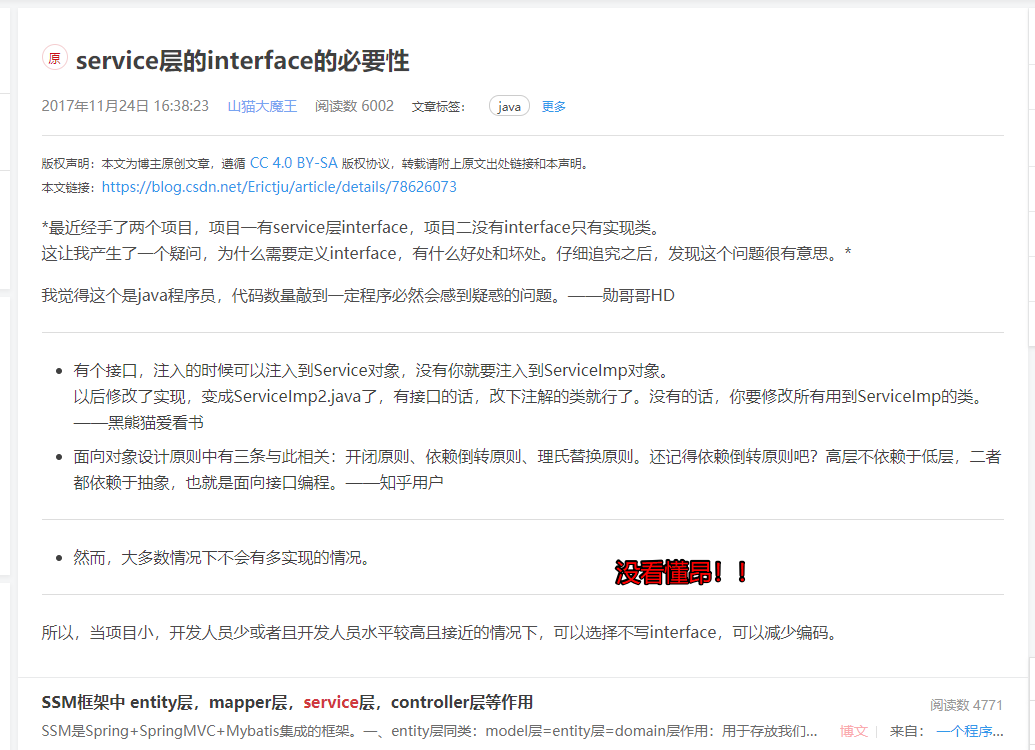 原 service层的interface的必要性
2017年11月24日 16:38:23 山猫大魔王 阅读数 6002 文章标签： java 更多
版权声明：本文为博主原创文章，遵循 CC 4.0 BY-SA 版权协议，转载请附上原文出处链接和本声明。
本文链接：https://blog.csdn.net/Erictju/article/details/78626073
*最近经手了两个项目，项目一有service层interface，项目二没有interface只有实现类。
这让我产生了一个疑问，为什么需要定义interface，有什么好处和坏处。仔细追究之后，发现这个问题很有意思。*
我觉得这个是java程序员，代码数量敲到一定程序必然会感到疑惑的问题。——勋哥哥HD
有个接口，注入的时候可以注入到Service对象，没有你就要注入到ServiceImp对象。
以后修改了实现，变成ServiceImp2.java了，有接口的话，改下注解的类就行了。没有的话，你要修改所有用到ServiceImp的类。
——黑熊猫爱看书
面向对象设计原则中有三条与此相关：开闭原则、依赖倒转原则、理氏替换原则。还记得依赖倒转原则吧？高层不依赖于低层，二者
都依赖于抽象，也就是面向接口编程。——知乎用户
然而，大多数情况下不会有多实现的情况。
没看懂昂！！
所以，当项目小，开发人员少或者且开发人员水平较高且接近的情况下，可以选择不写interface，可以减少编码。
SSM框架中 entity层，mapper层，service层，controller层等作用 阅读数 4771
SSM是Spring+SpringMVC+Mybatis集成的框架。一、entity层同类：model层=entity层=domain层作用：用于存放我们... 博文 来自： 一个程序...